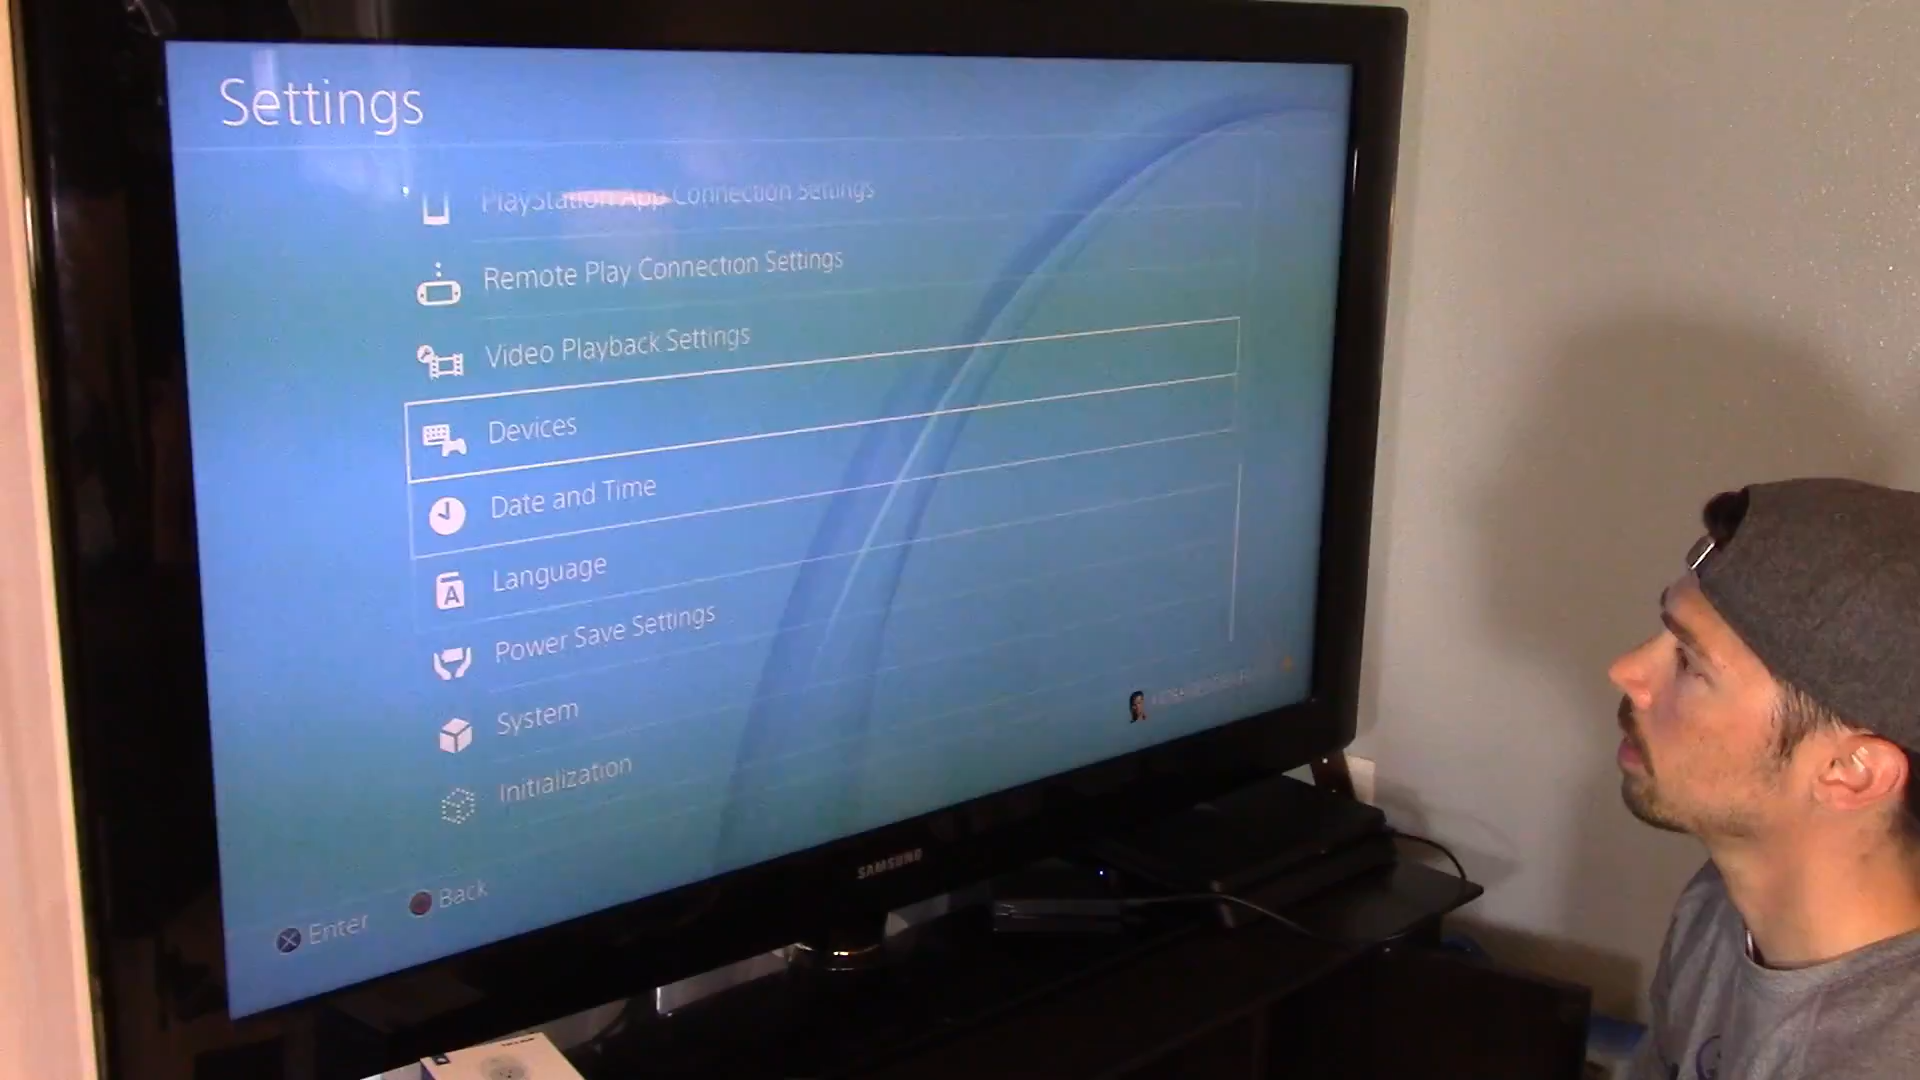 Settings
PlayStation App Connection Settings
Remote Play Connection Settings
Video Playback Settings
Devices
Date and Time
Language
Power Save Settings
System
Initialization
Enter
Back
SAMSUNG